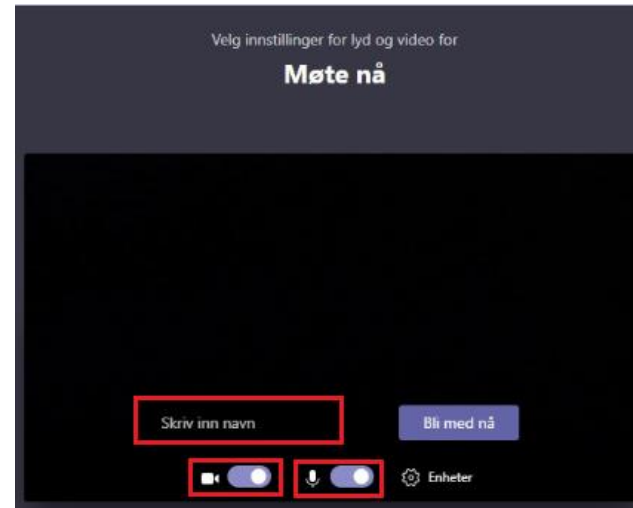 Velg innstillinger for lyd og video for
Møte nå
Skriv inn navn
Bli med nå
Enheter